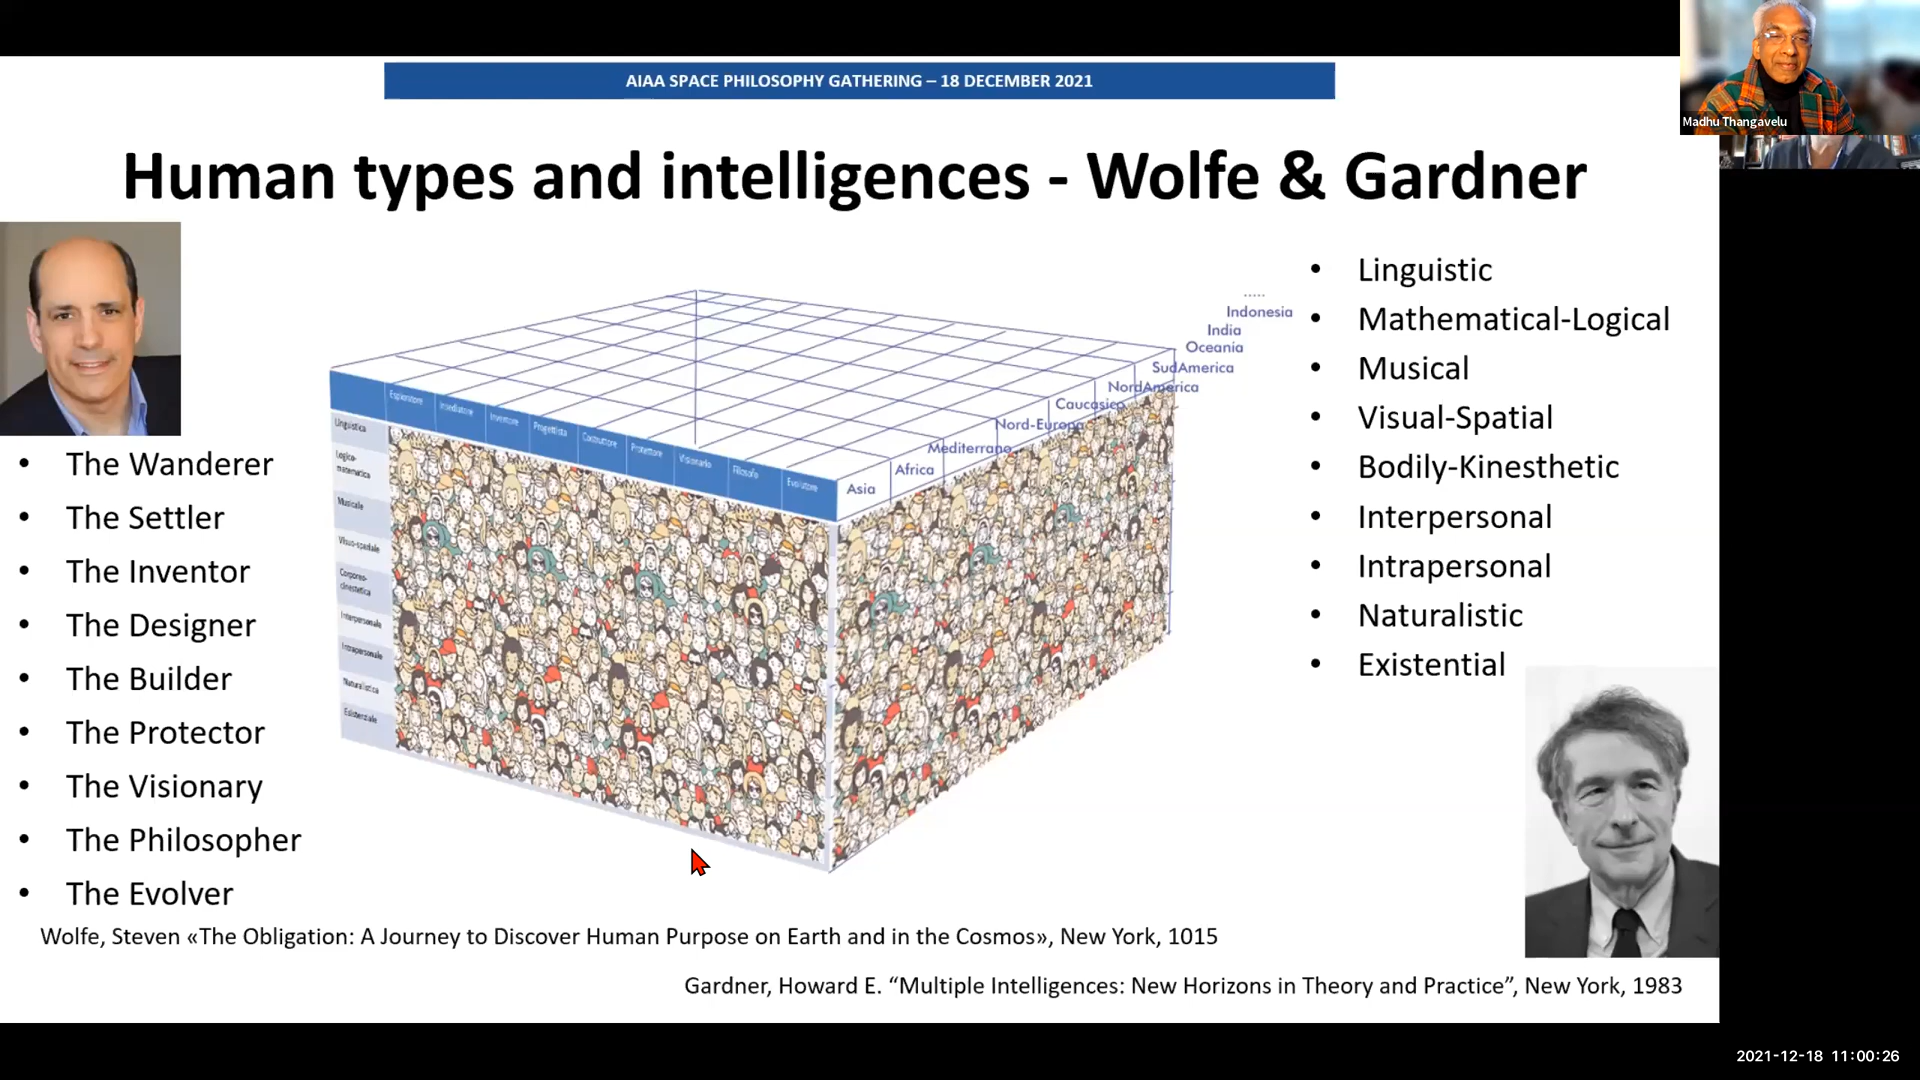 AIAA SPACE PHILOSOPHY GATHERING – 18 DECEMBER 2021
Madhu Thangavelu
Human types and intelligences - Wolfe & Gardner
• The Wanderer
• The Settler
• The Inventor
• The Designer
• The Builder
• The Protector
• The Visionary
• The Philosopher
• The Evolver
Esploratore
Insediatore
Inventore
Progettista
Costruttore
Protettore
Visionario
Filosofo
Evolutore
Linguistica
Logico-
matematica
Musicale
Visuo-spaziale
Corporeo-
cinestetica
Interpersonale
Intrapersonale
Naturalistica
Esistenziale
.....
Indonesia
India
Oceania
SudAmerica
NordAmerica
Caucasico
Nord-Europa
Mediterrano
Africa
Asia
• Linguistic
• Mathematical-Logical
• Musical
• Visual-Spatial
• Bodily-Kinesthetic
• Interpersonal
• Intrapersonal
• Naturalistic
• Existential
Wolfe, Steven «The Obligation: A Journey to Discover Human Purpose on Earth and in the Cosmos», New York, 1015
Gardner, Howard E. “Multiple Intelligences: New Horizons in Theory and Practice”, New York, 1983
2021-12-18 11:00:26